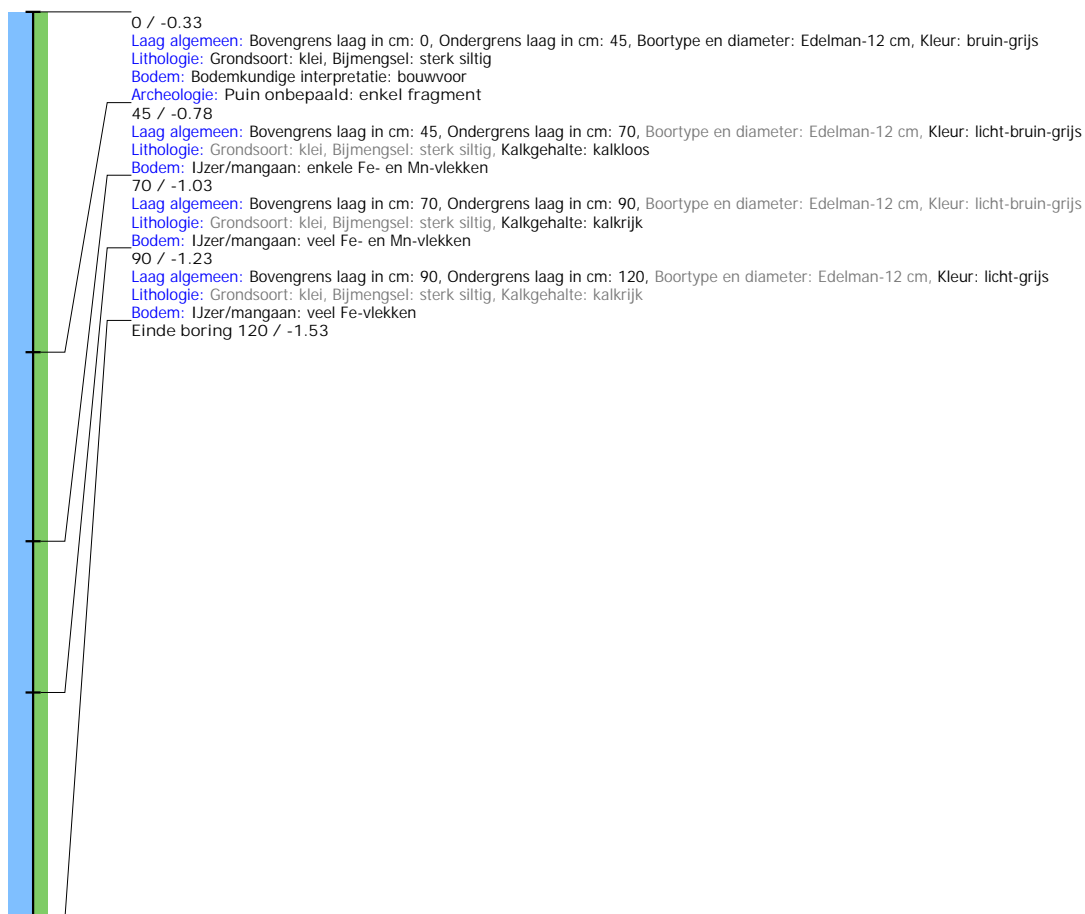 0 / -0.33
Laag algemeen: Bovengrens laag in cm: 0, Ondergrens laag in cm: 45, Boortype en diameter: Edelman-12 cm, Kleur: bruin-grijs
Lithologie: Grondsoort: klei, Bijmengsel: sterk siltig
Bodem: Bodemkundige interpretatie: bouwvoor
Archeologie: Puin onbepaald: enkel fragment
45 / -0.78
Laag algemeen: Bovengrens laag in cm: 45, Ondergrens laag in cm: 70, Boortype en diameter: Edelman-12 cm, Kleur: licht-bruin-grijs
Lithologie: Grondsoort: klei, Bijmengsel: sterk siltig, Kalkgehalte: kalkloos
Bodem: IJzer/mangaan: enkele Fe- en Mn-vlekken
70 / -1.03
Laag algemeen: Bovengrens laag in cm: 70, Ondergrens laag in cm: 90, Boortype en diameter: Edelman-12 cm, Kleur: licht-bruin-grijs
Lithologie: Grondsoort: klei, Bijmengsel: sterk siltig, Kalkgehalte: kalkrijk
Bodem: IJzer/mangaan: veel Fe- en Mn-vlekken
90 / -1.23
Laag algemeen: Bovengrens laag in cm: 90, Ondergrens laag in cm: 120, Boortype en diameter: Edelman-12 cm, Kleur: licht-grijs
Lithologie: Grondsoort: klei, Bijmengsel: sterk siltig, Kalkgehalte: kalkrijk
Bodem: IJzer/mangaan: veel Fe-vlekken
Einde boring 120 / -1.53